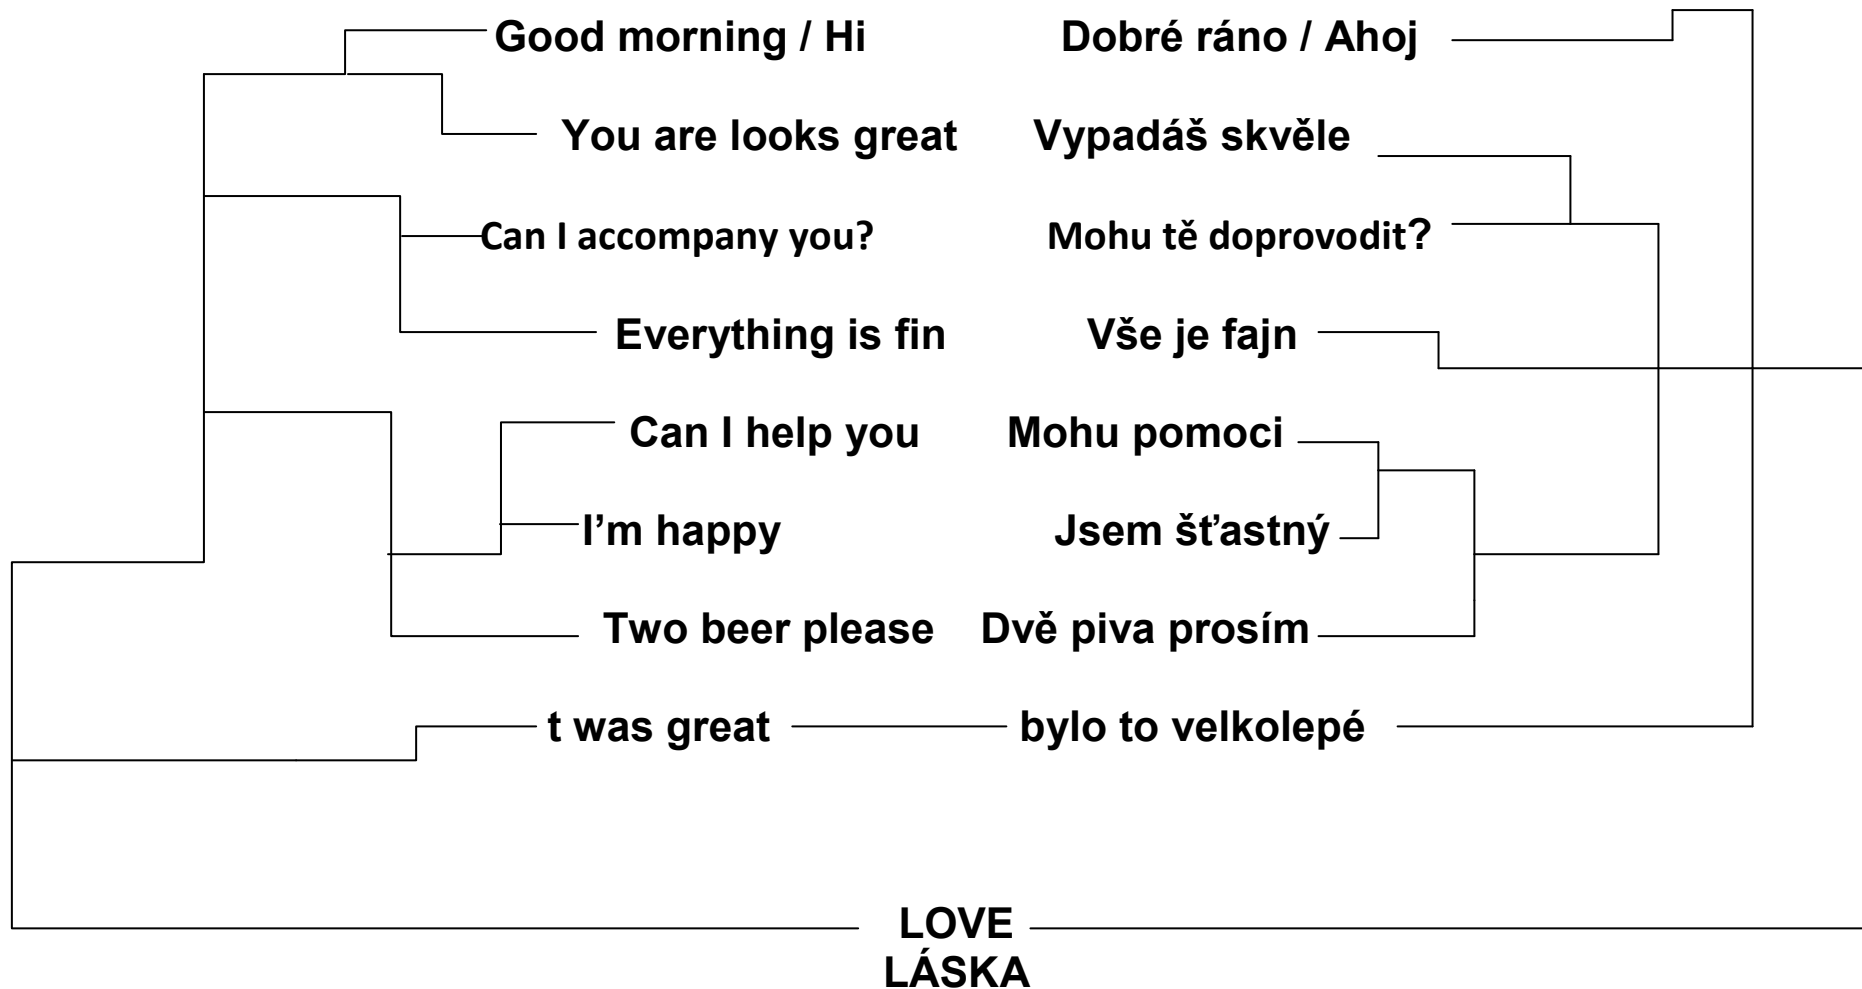 Good morning / Hi Dobré ráno / Ahoj
You are looks great Vypadáš skvěle
Can I accompany you? Mohu tě doprovodit?
Everything is fin Vše je fajn
Can I help you Mohu pomoci
I’m happy Jsem šťastný
Two beer please Dvě piva prosím
t was great bylo to velkolepé
LOVE
LÁSKA